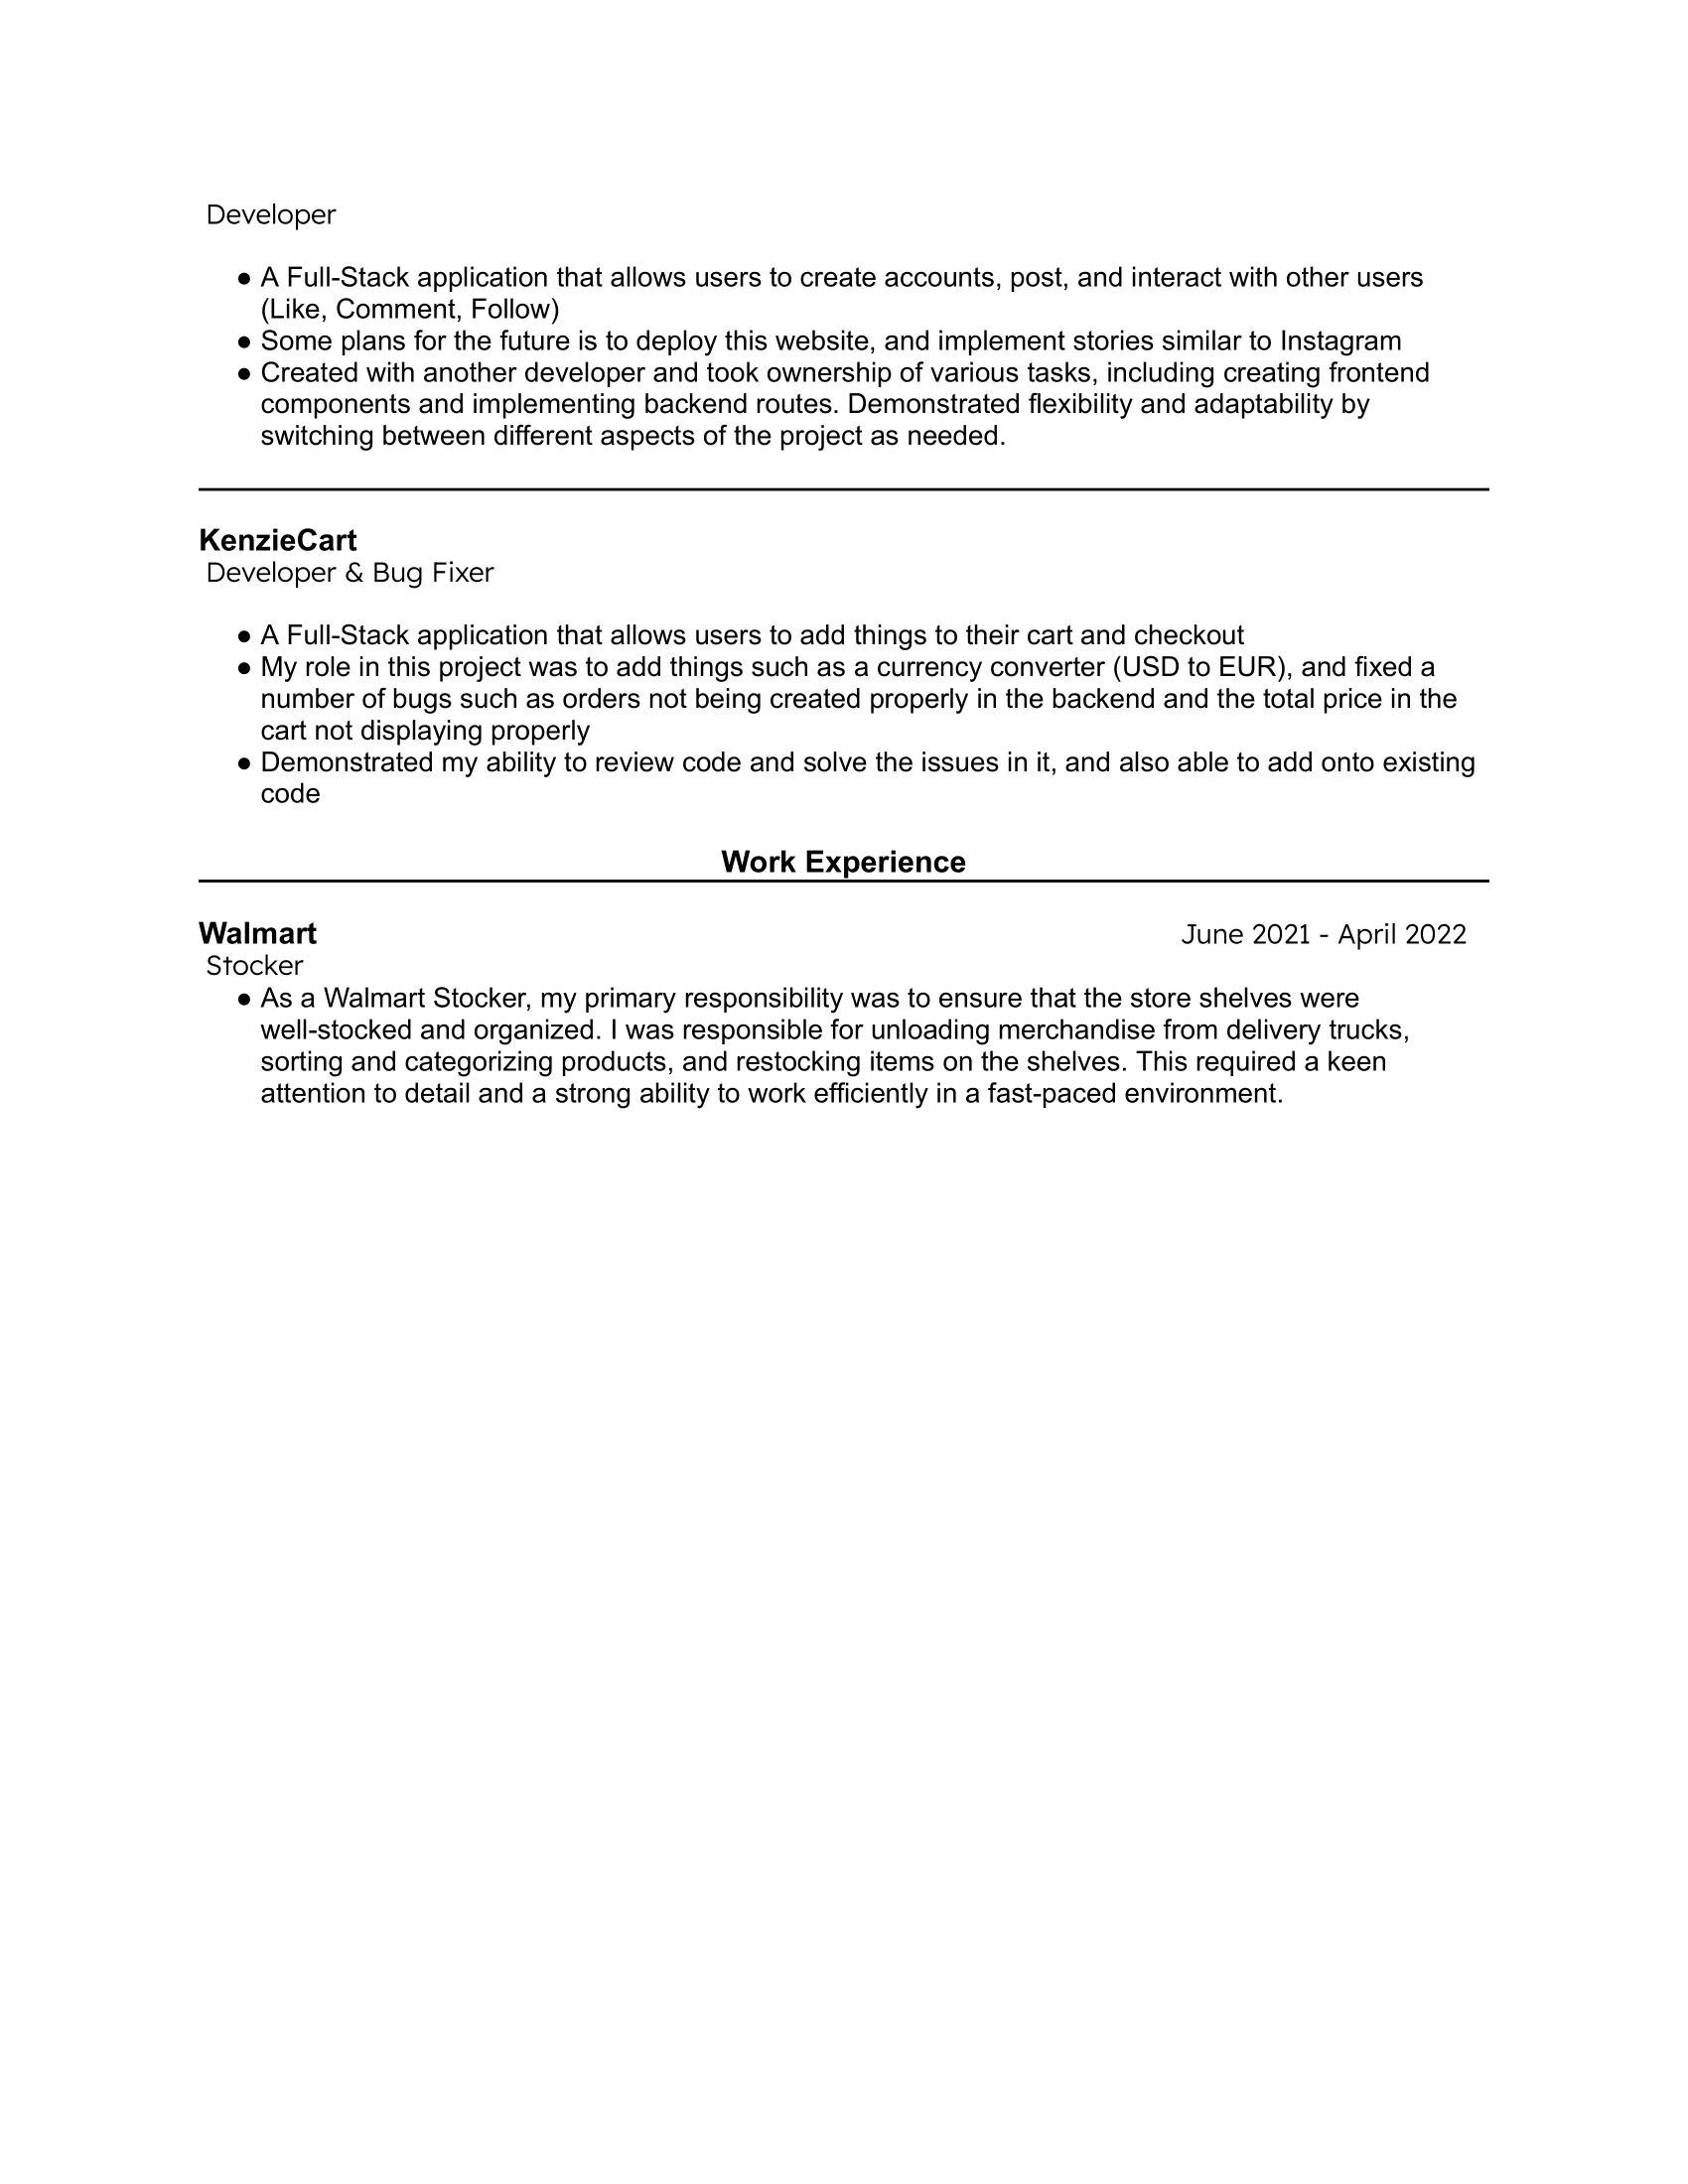 Developer
● A Full-Stack application that allows users to create accounts, post, and interact with other users
(Like, Comment, Follow)
● Some plans for the future is to deploy this website, and implement stories similar to Instagram
● Created with another developer and took ownership of various tasks, including creating frontend
components and implementing backend routes. Demonstrated flexibility and adaptability by
switching between different aspects of the project as needed.
KenzieCart
Developer & Bug Fixer
● A Full-Stack application that allows users to add things to their cart and checkout
● My role in this project was to add things such as a currency converter (USD to EUR), and fixed a
number of bugs such as orders not being created properly in the backend and the total price in the
cart not displaying properly
● Demonstrated my ability to review code and solve the issues in it, and also able to add onto existing
code
Work Experience
Walmart June 2021 - April 2022
Stocker
● As a Walmart Stocker, my primary responsibility was to ensure that the store shelves were
well-stocked and organized. I was responsible for unloading merchandise from delivery trucks,
sorting and categorizing products, and restocking items on the shelves. This required a keen
attention to detail and a strong ability to work efficiently in a fast-paced environment.